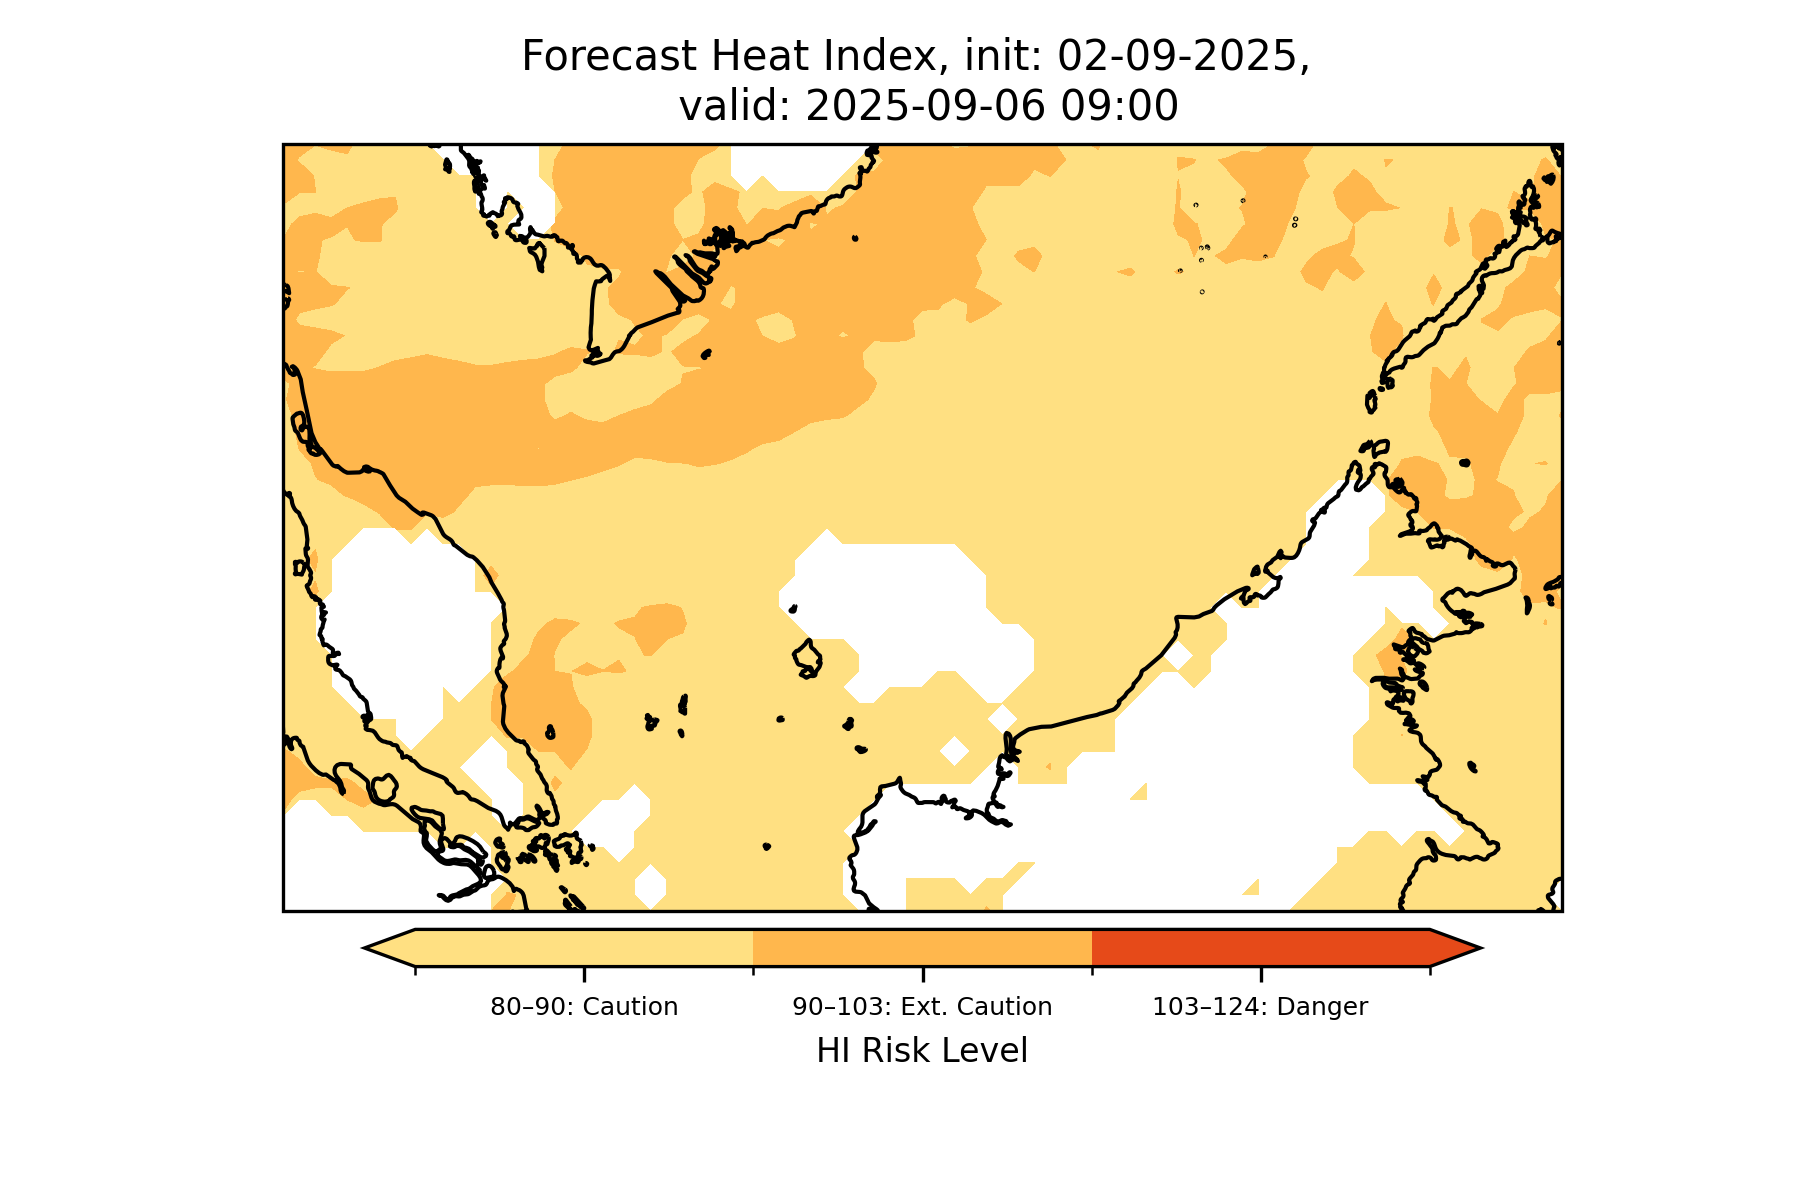 Forecast Heat Index, init: 02-09-2025,
valid: 2025-09-06 09:00
80–90: Caution
90–103: Ext. Caution
103–124: Danger
HI Risk Level